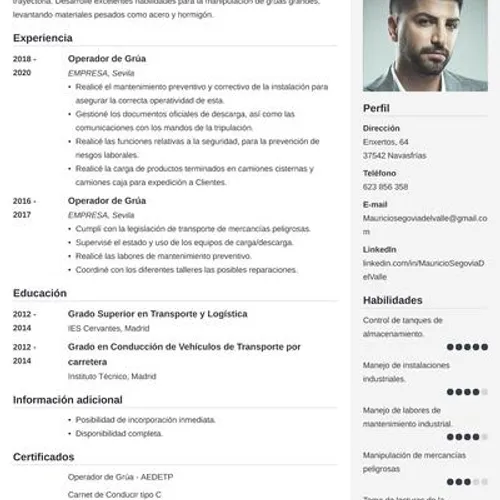 trayectoria. Desarrollé excelentes habilidades para la manipulación de grúas grandes,
levantando materiales pesados como acero y hormigón.
Experiencia
2018 -
2020
Operador de Grúa
EMPRESA, Sevilla
• Realicé el mantenimiento preventivo y correctivo de la instalación para
asegurar la correcta operatividad de esta.
• Gestioné los documentos oficiales de descarga, así como las
comunicaciones con los mandos de la tripulación.
• Realicé las funciones relativas a la seguridad, para la prevención de
riesgos laborales.
• Realicé la carga de productos terminados en camiones cisternas y
camiones caja para expedición a Clientes.
2016 -
2017
Operador de Grúa
EMPRESA, Sevilla
• Cumplí con la legislación de transporte de mercancías peligrosas.
• Supervisé el estado y uso de los equipos de carga/descarga.
• Realicé las labores de mantenimiento preventivo.
• Coordiné con los diferentes talleres las posibles reparaciones.
Educación
2012 -
2014
Grado Superior en Transporte y Logística
IES Cervantes, Madrid
2012 -
2014
Grado en Conducción de Vehículos de Transporte por
carretera
Instituto Técnico, Madrid
Información adicional
• Posibilidad de incorporación inmediata.
• Disponibilidad completa.
Certificados
Operador de Grúa - AEDETP
Carnet de Conducir tipo C
Perfil
Dirección
Enxertos, 64
37542 Navasfrías
Teléfono
623 856 358
E-mail
Mauriciosegoviadelvalle@gmail.co
m
LinkedIn
linkedin.com/in/MauricioSegoviaD
elValle
Habilidades
Control de tanques de
almacenamiento.
Manejo de instalaciones
industriales.
Manejo de labores de
mantenimiento industrial.
Manipulación de mercancías
peligrosas